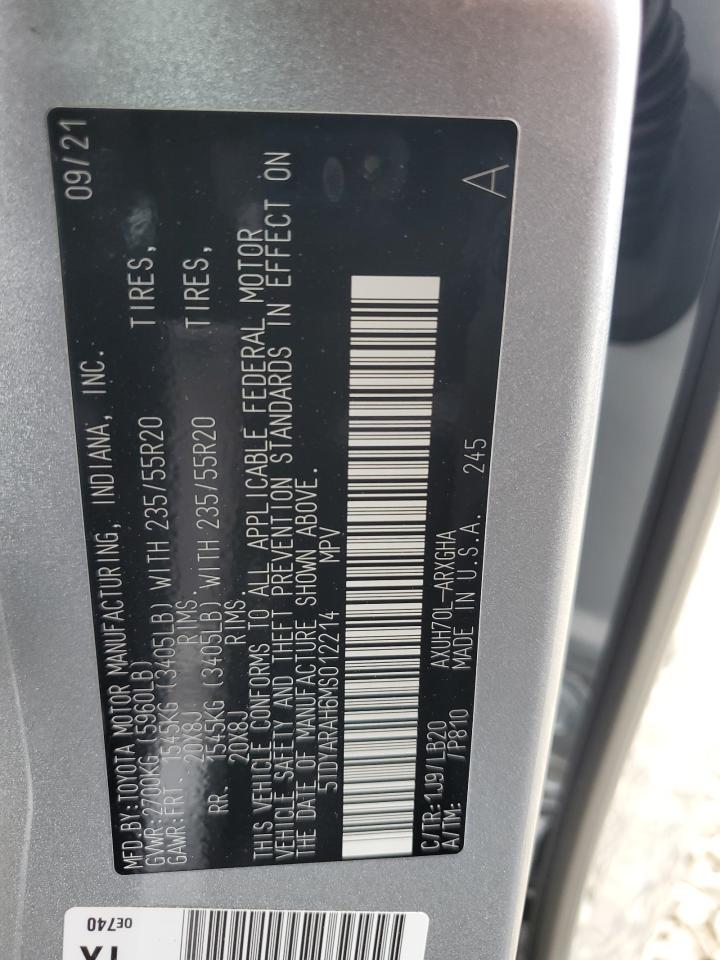 MFD.BY:TOYOTA MOTOR MANUFACTURING, INDIANA, INC. 09/21
GVWR:2700KG (5960LB)
GAWR:FRT. 1545KG (3405LB) WITH 235/55R20 TIRES,
20X8J RIMS
RR. 1545KG (3405LB) WITH 235/55R20 TIRES,
20X8J RIMS
THIS VEHICLE CONFORMS TO ALL APPLICABLE FEDERAL MOTOR
VEHICLE SAFETY AND THEFT PREVENTION STANDARDS IN EFFECT ON
THE DATE OF MANUFACTURE SHOWN ABOVE.
5TDYARAH6MS012214 MPV
C/TR:1J9/LB20 AXUH70L-ARXGHA
A/TM: /P810 MADE IN U.S.A. 245 A
0E740